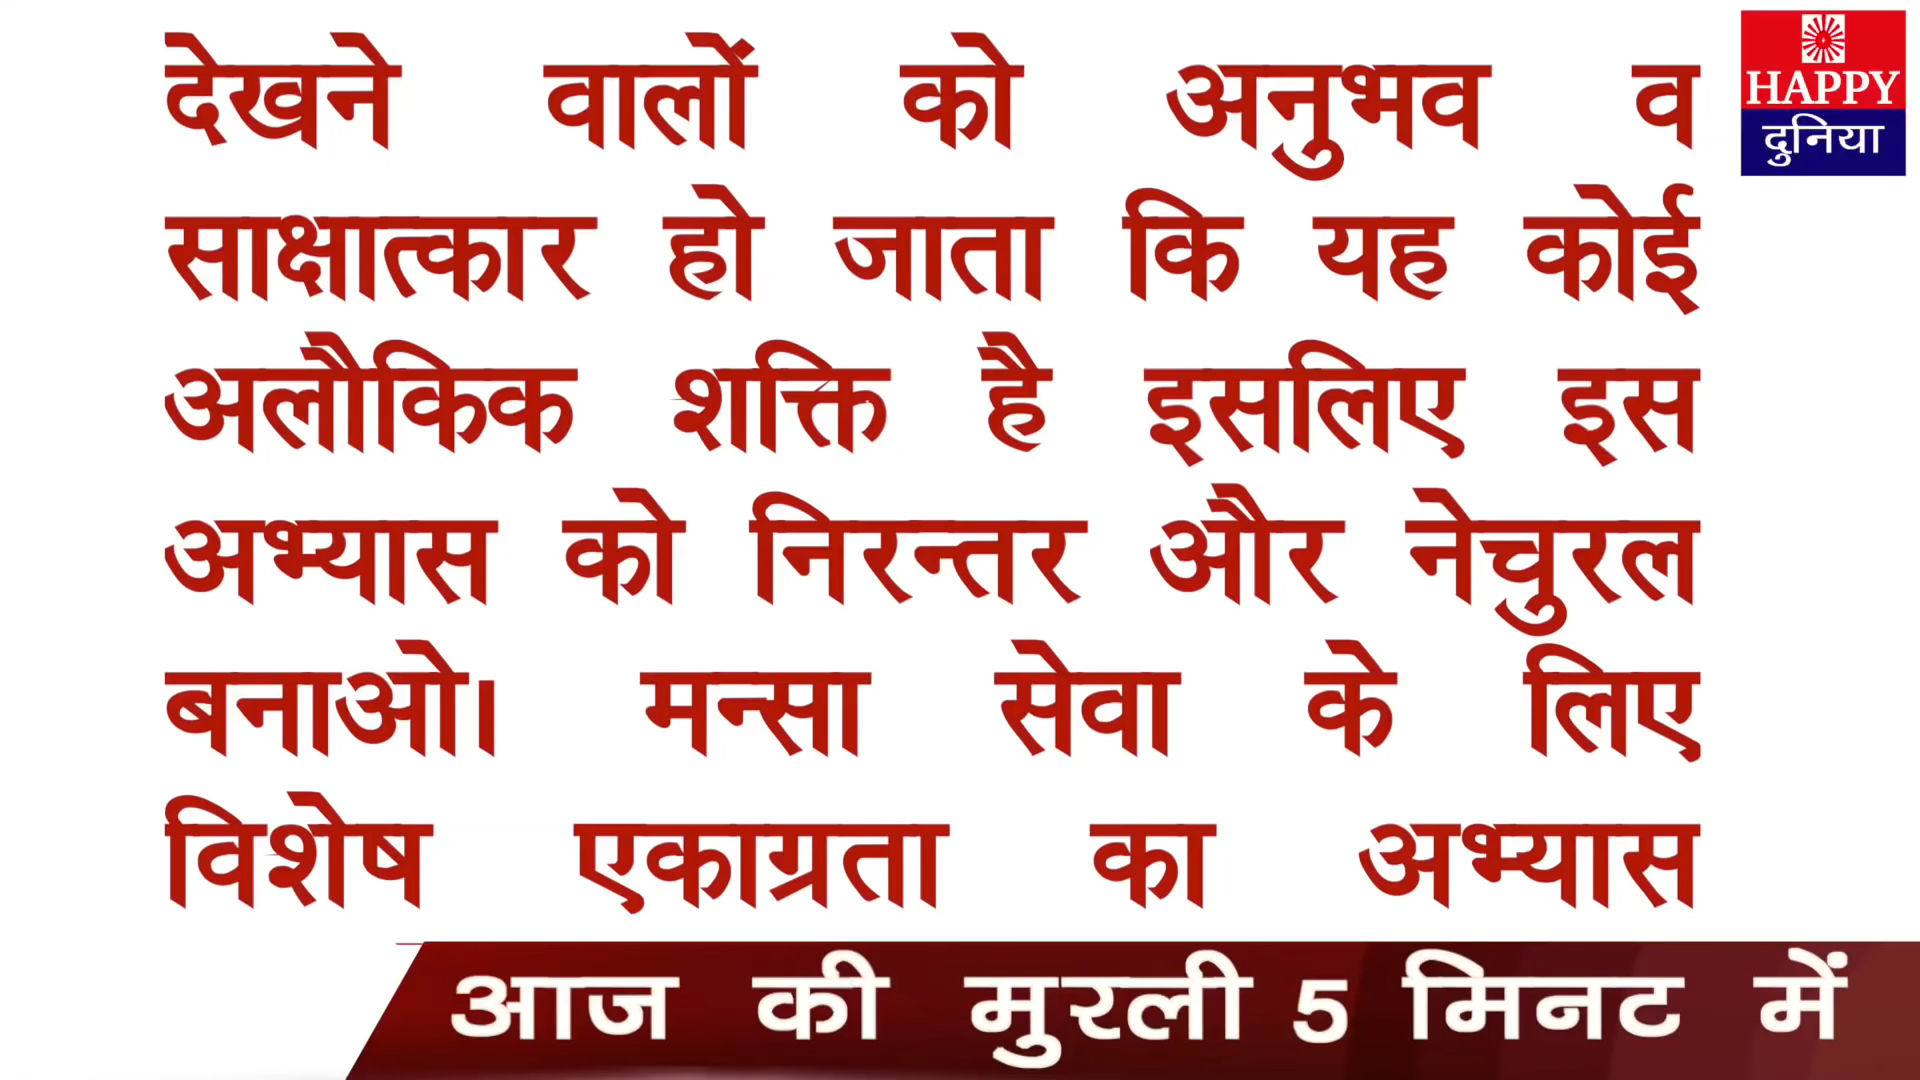 देखने वालों को अनुभव व
साक्षात्कार हो जाता कि यह कोई
अलौकिक शक्ति है इसलिए इस
अभ्यास को निरन्तर और नेचुरल
बनाओ। मन्सा सेवा के लिए
विशेष एकाग्रता का अभ्यास
आज की मुरली 5 मिनट में
HAPPY
दुनिया